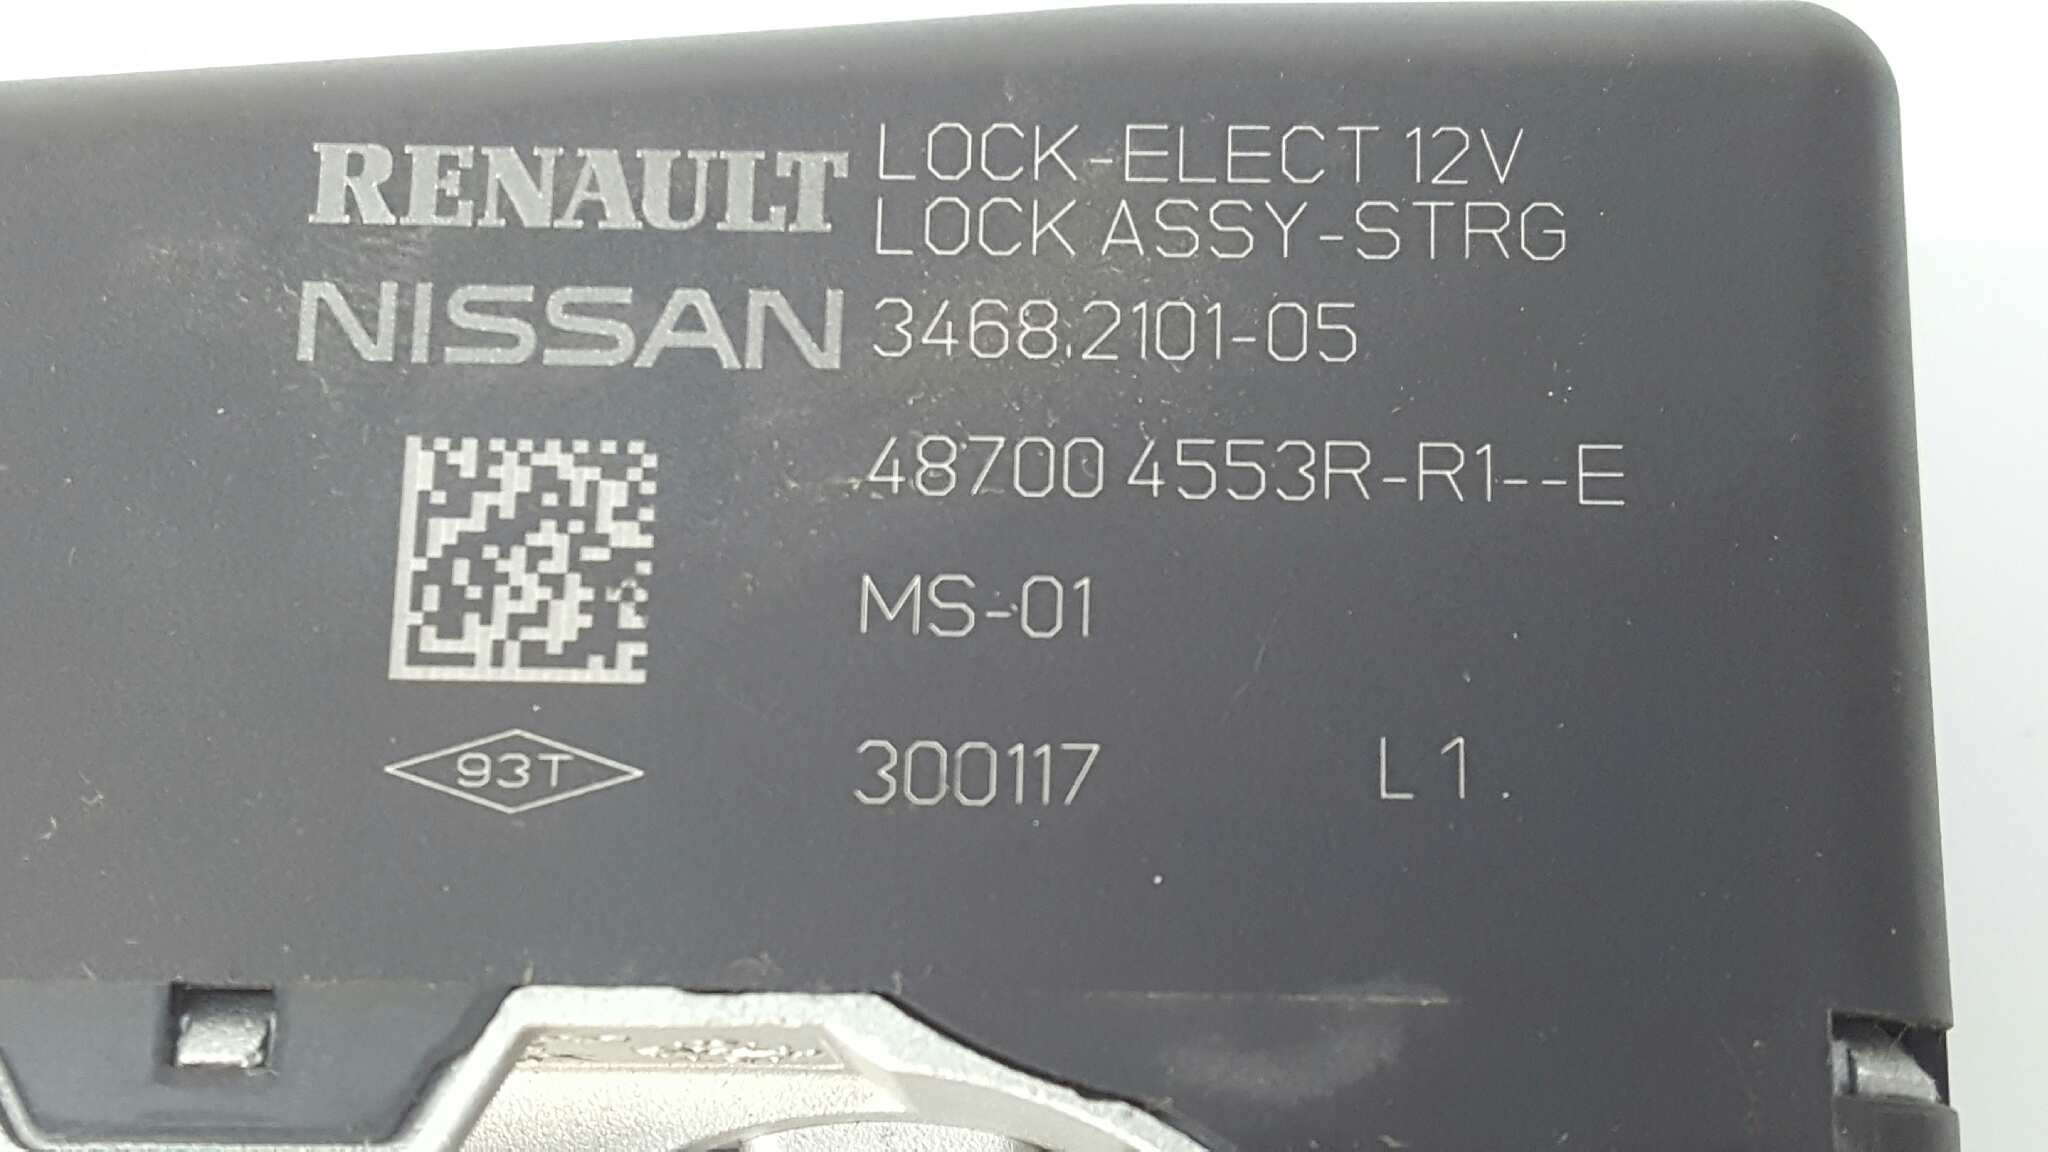 RENAULT LOCK-ELECT 12V
LOCK ASSY-STRG
NISSAN 3468.2101-05
48700 4553R-R1--E
MS-01
93T 300117 L1